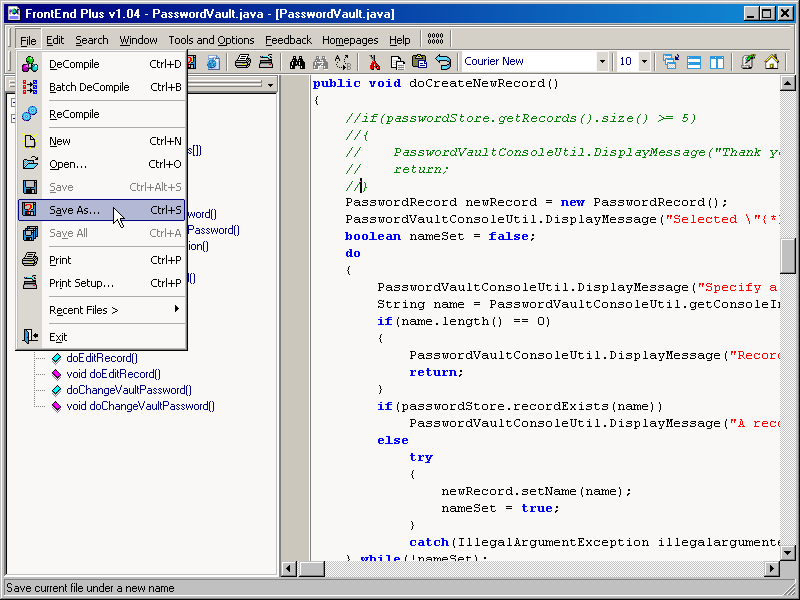 FrontEnd Plus v1.04 - PasswordVault.java - [PasswordVault.java]
File Edit Search Window Tools and Options Feedback Homepages Help
Courier New 10
DeCompile Ctrl+D
Batch DeCompile Ctrl+B
ReCompile
New Ctrl+N
Open... Ctrl+O
Save Ctrl+Alt+S
Save As... Ctrl+S
Save All Ctrl+A
Print Ctrl+P
Print Setup... Ctrl+P
Recent Files >
Exit
s[])
word()
Password()
ion()
()
doEditRecord()
void doEditRecord()
doChangeVaultPassword()
void doChangeVaultPassword()
public void doCreateNewRecord()
{
//if(passwordStore.getRecords().size() >= 5)
//{
// PasswordVaultConsoleUtil.DisplayMessage("Thank y
// return;
//}
PasswordRecord newRecord = new PasswordRecord();
PasswordVaultConsoleUtil.DisplayMessage("Selected \"{*}
boolean nameSet = false;
do
{
PasswordVaultConsoleUtil.DisplayMessage("Specify a
String name = PasswordVaultConsoleUtil.getConsoleIn
if(name.length() == 0)
{
PasswordVaultConsoleUtil.DisplayMessage("Record
return;
}
if(passwordStore.recordExists(name))
PasswordVaultConsoleUtil.DisplayMessage("A reco
else
try
{
newRecord.setName(name);
nameSet = true;
}
catch(IllegalArgumentException illegalargumente
} while(!nameSet);
Save current file under a new name